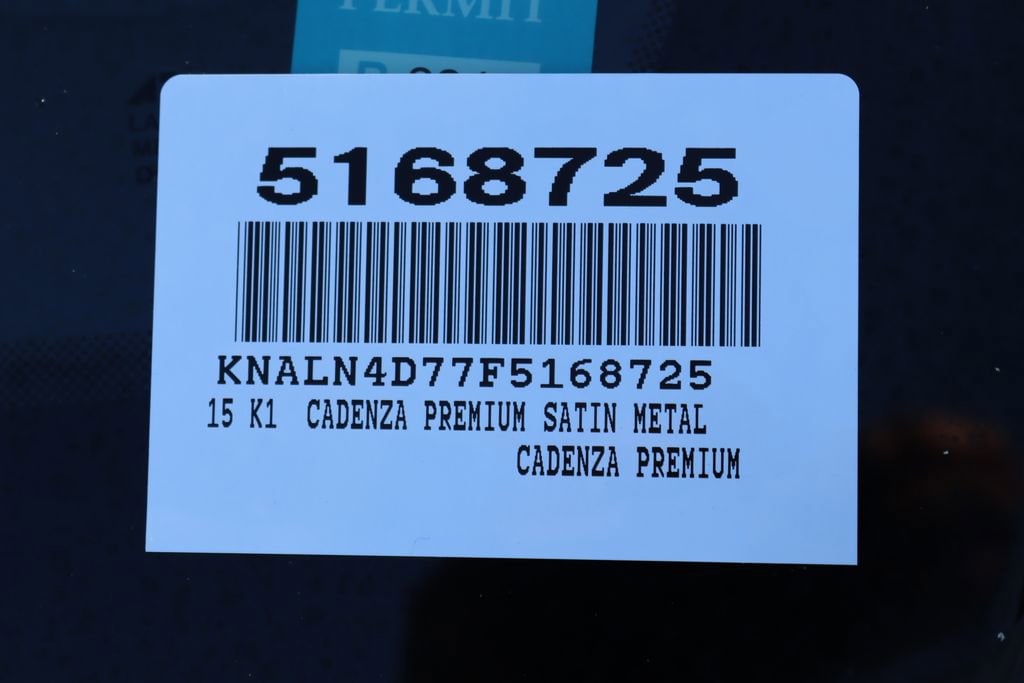 PERMIT
5168725
KNALN4D77F5168725
15 K1 CADENZA PREMIUM SATIN METAL
CADENZA PREMIUM